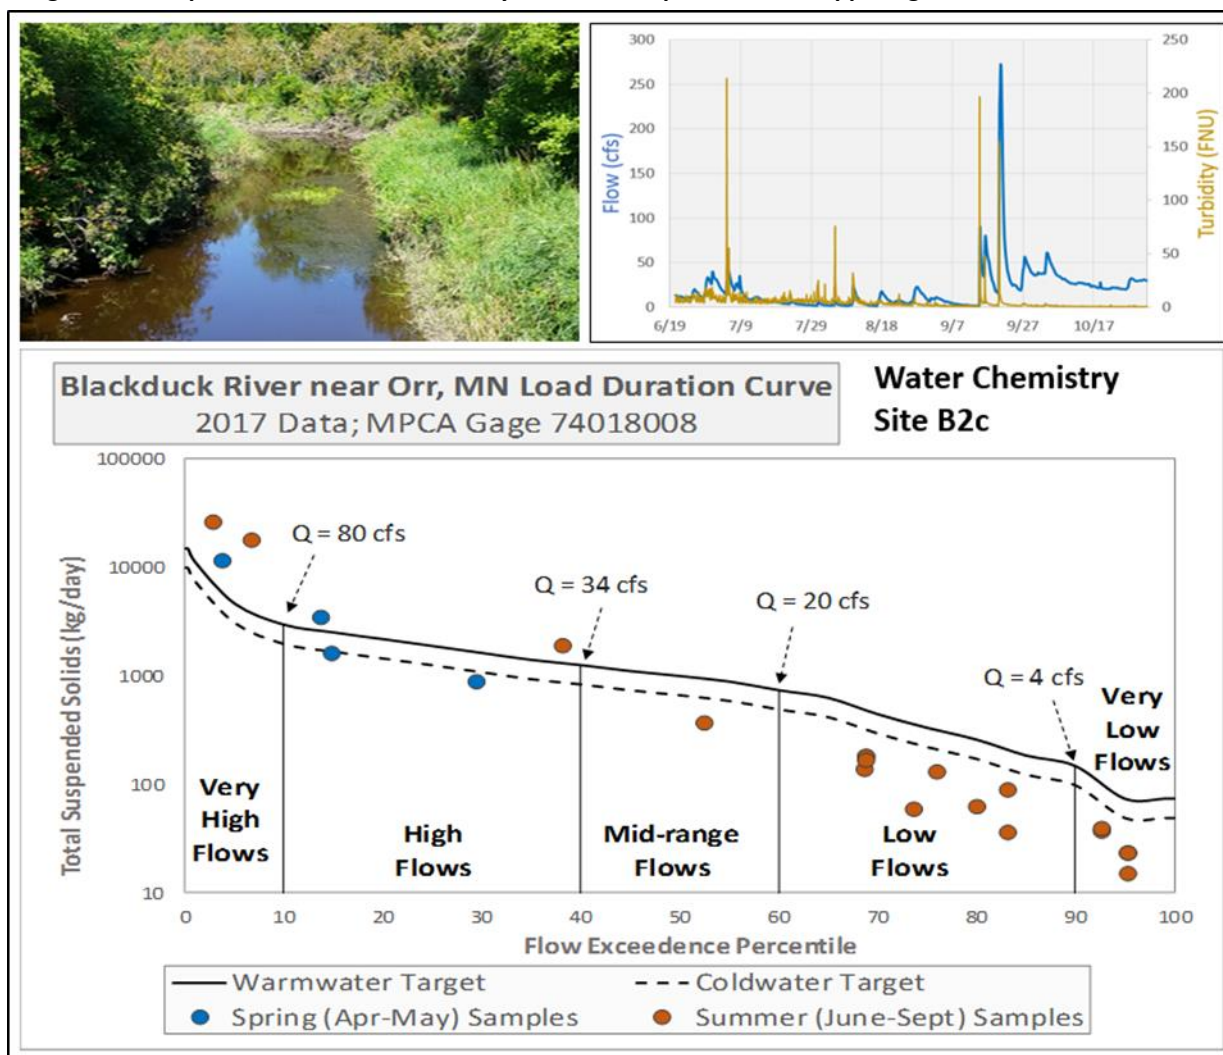 300
250
200
150
100
50
0
Flow (cfs)
250
200
150
100
50
0
Turbidity (FNU)
6/19
7/9
7/29
8/18
9/7
9/27
10/17
Blackduck River near Orr, MN Load Duration Curve
2017 Data; MPCA Gage 74018008
Water Chemistry
Site B2c
100000
10000
1000
100
10
Total Suspended Solids (kg/day)
Q = 80 cfs
Q = 34 cfs
Q = 20 cfs
Q = 4 cfs
Very
High
Flows
High
Flows
Mid-range
Flows
Low
Flows
Very
Low
Flows
0
10
20
30
40
50
60
70
80
90
100
Flow Exceedence Percentile
Warmwater Target
Coldwater Target
Spring (Apr-May) Samples
Summer (June-Sept) Samples